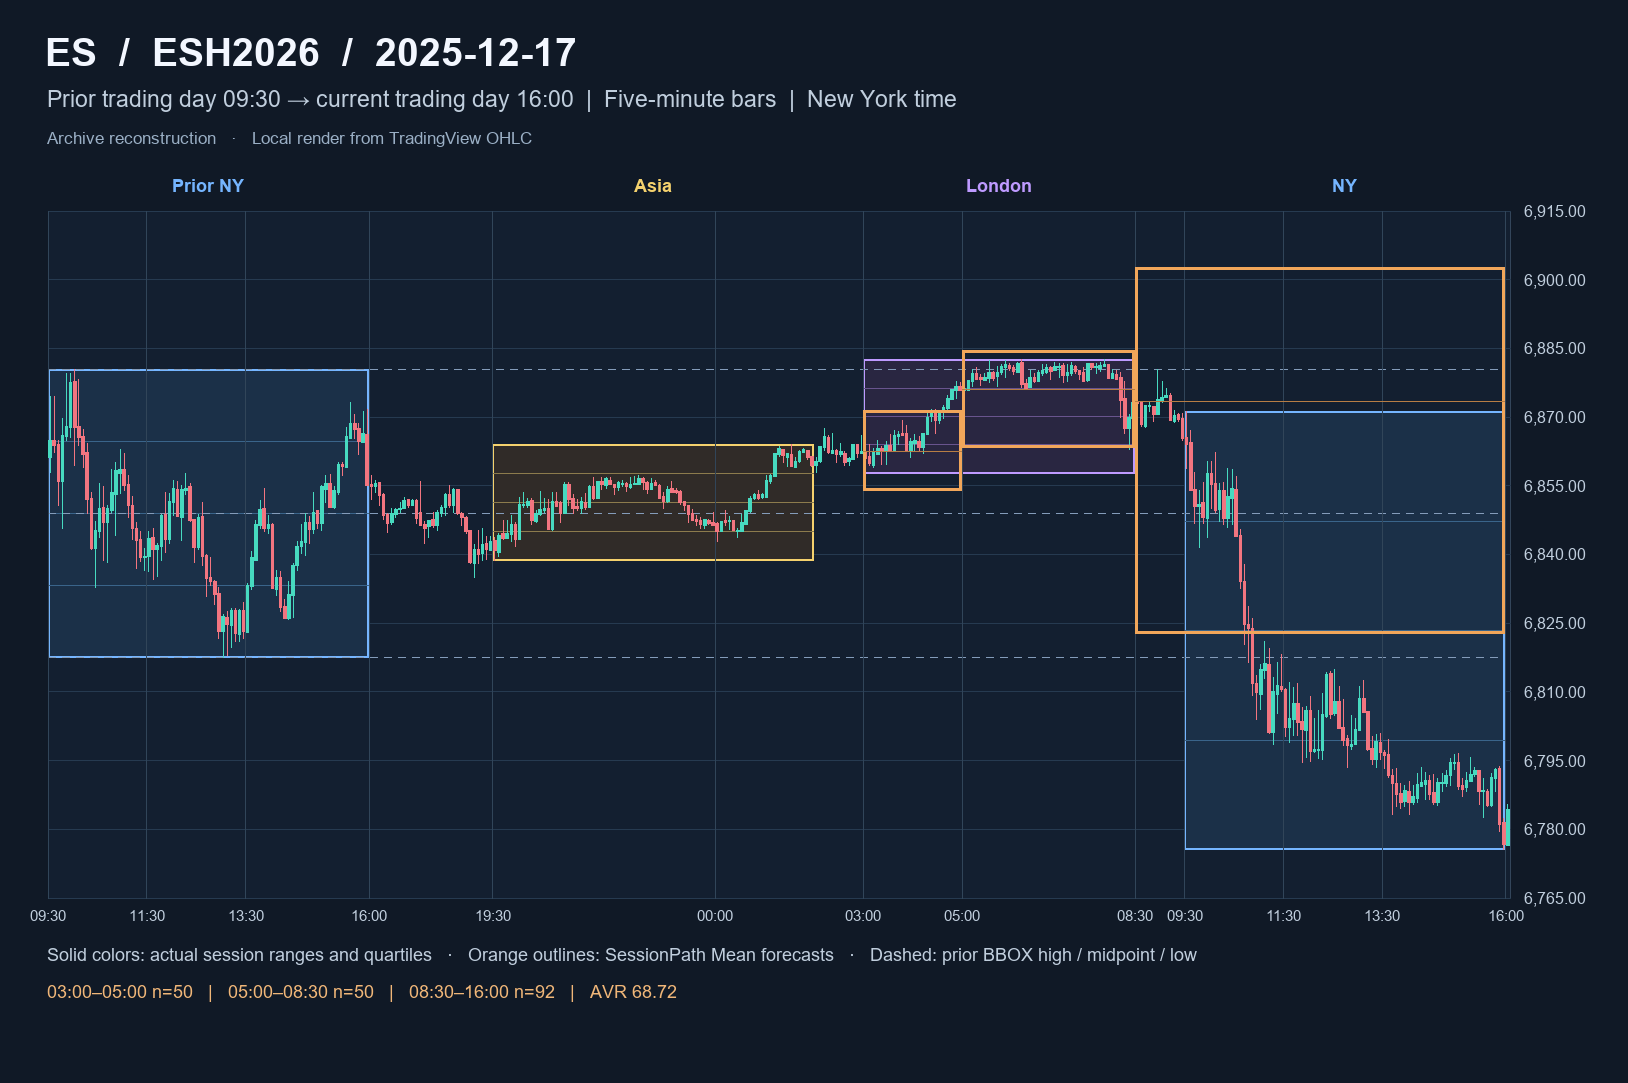 ES / ESH2026 / 2025-12-17
Prior trading day 09:30 → current trading day 16:00 | Five-minute bars | New York time
Archive reconstruction · Local render from TradingView OHLC
Prior NY Asia London NY
6,915.00
6,900.00
6,885.00
6,870.00
6,855.00
6,840.00
6,825.00
6,810.00
6,795.00
6,780.00
6,765.00
09:30 11:30 13:30 16:00 19:30 00:00 03:00 05:00 08:30 09:30 11:30 13:30 16:00
Solid colors: actual session ranges and quartiles · Orange outlines: SessionPath Mean forecasts · Dashed: prior BBOX high / midpoint / low
03:00–05:00 n=50 | 05:00–08:30 n=50 | 08:30–16:00 n=92 | AVR 68.72